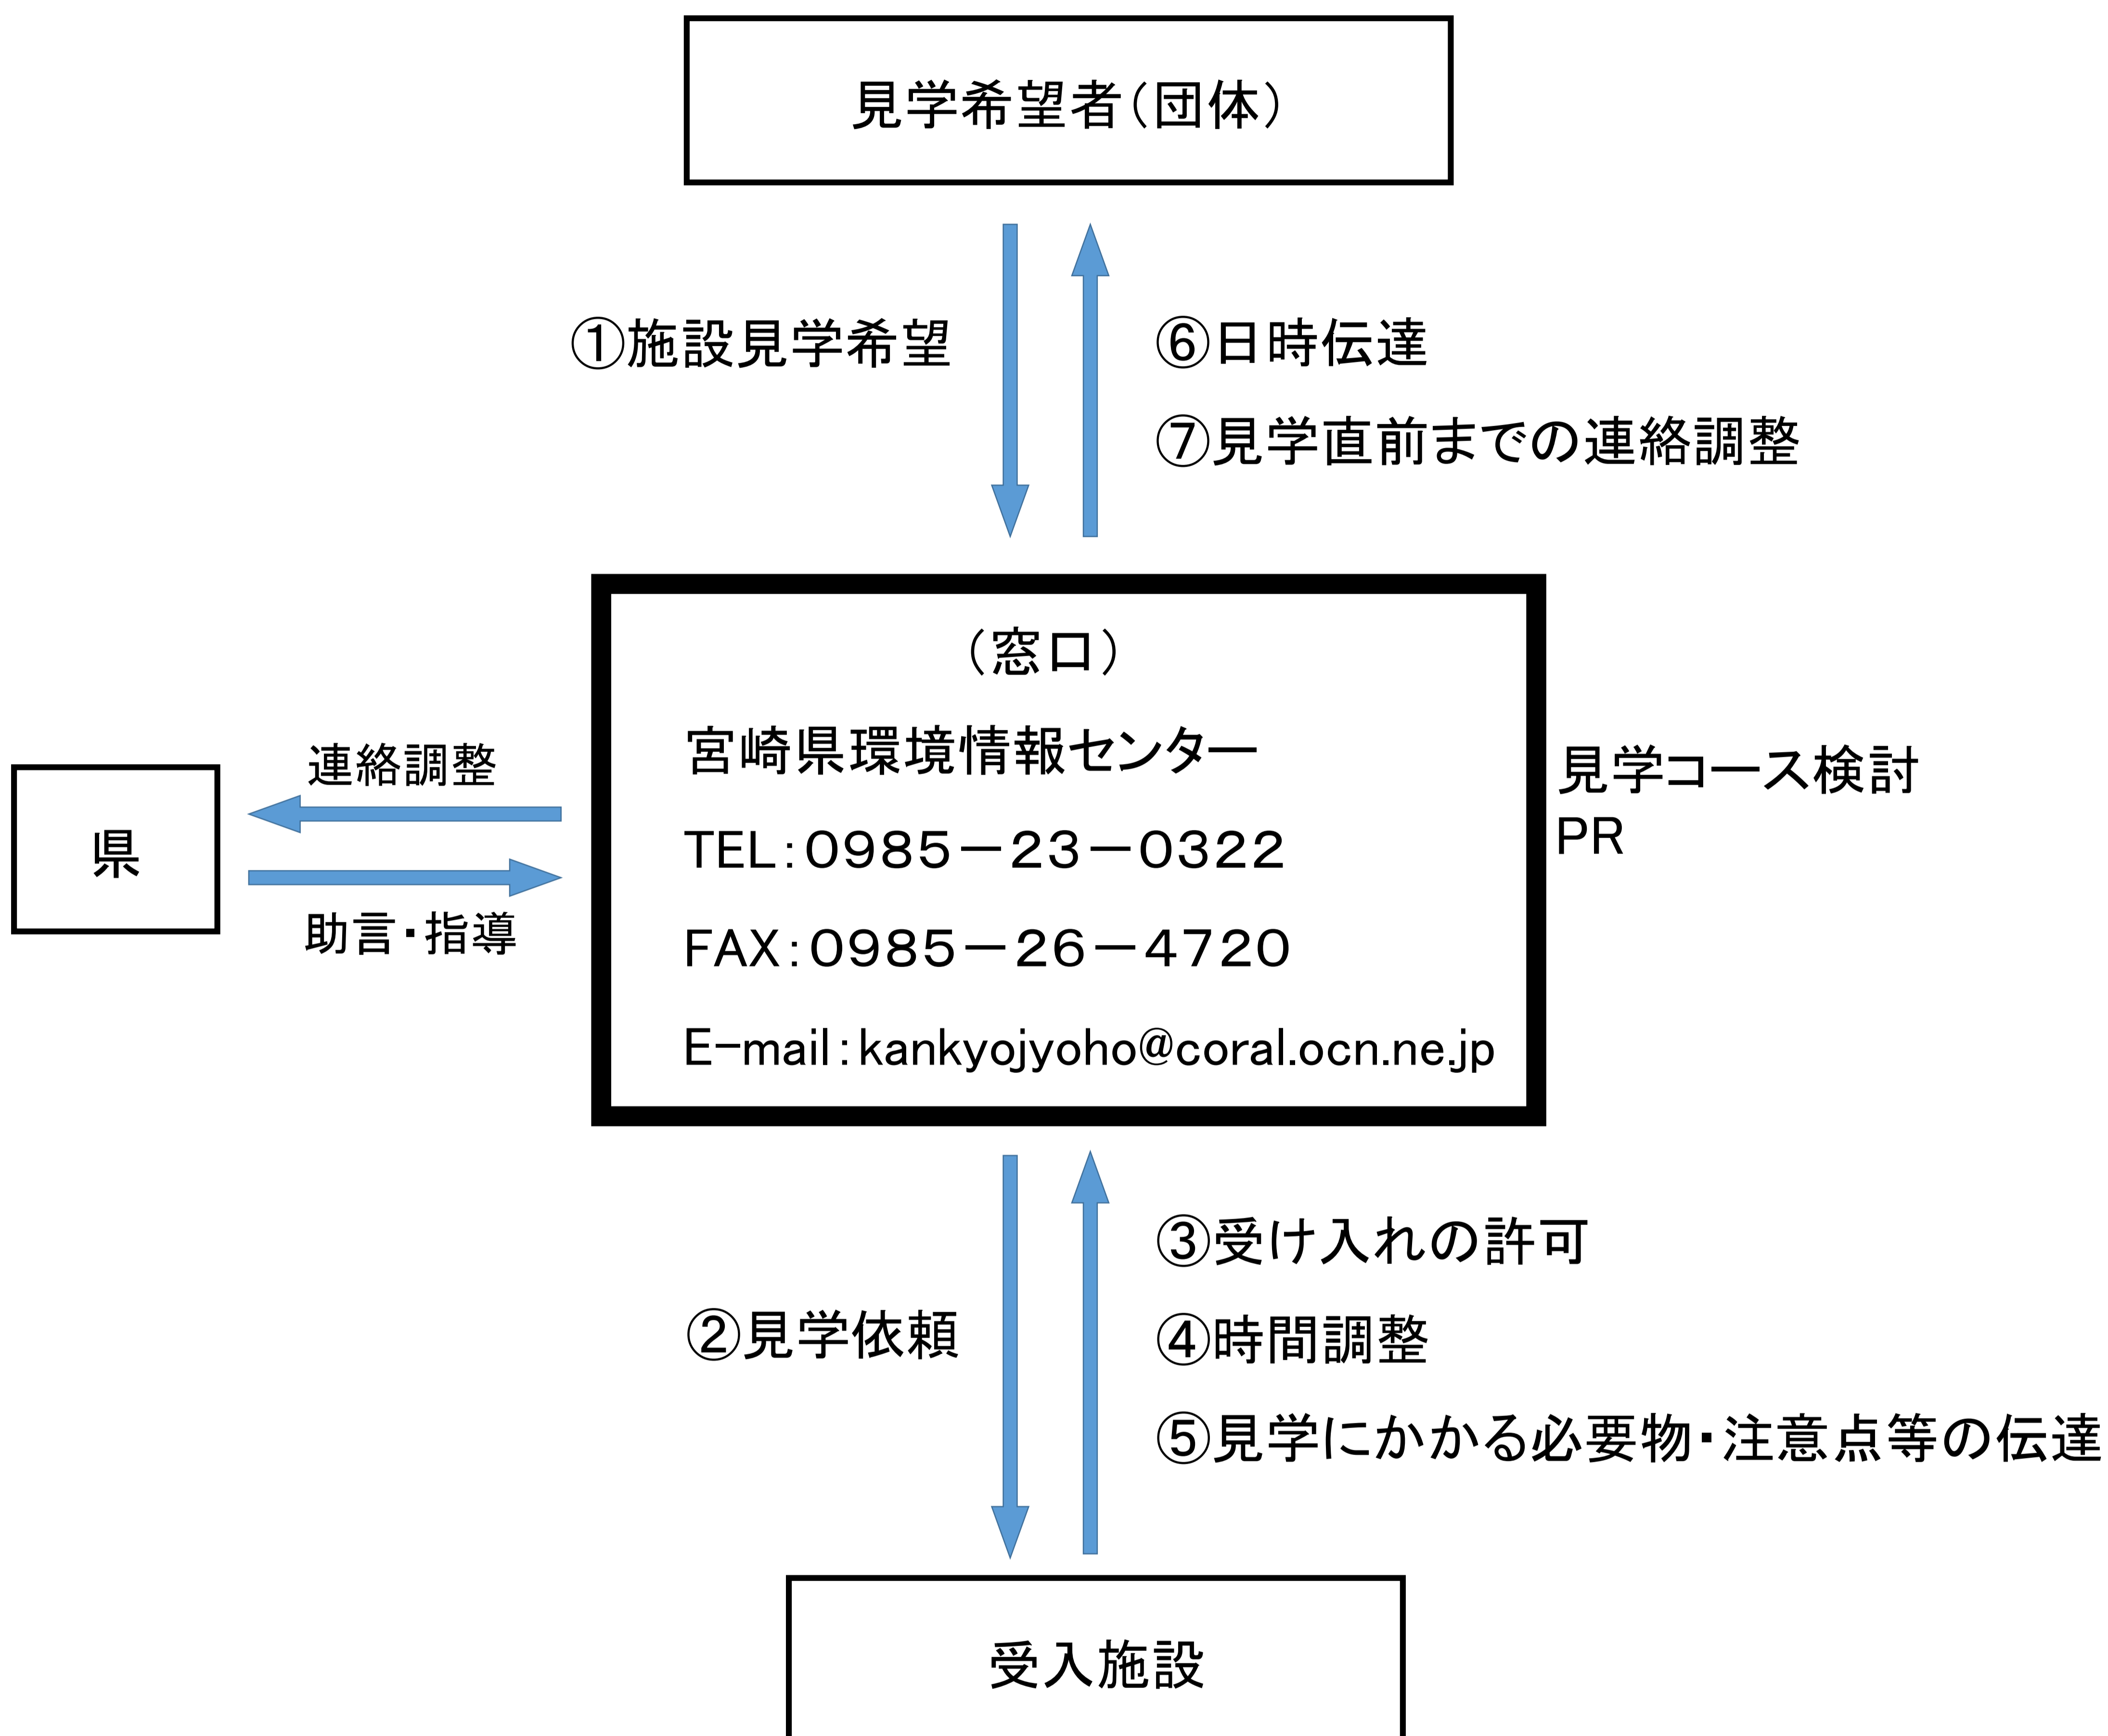 見学希望者（団体）
①施設見学希望
⑥日時伝達
⑦見学直前までの連絡調整
（窓口）
宮崎県環境情報センター
TEL：０９８５－２３－０３２２
FAX：０９８５－２６－４７２０
E-mail：kankyojyoho@coral.ocn.ne.jp
見学コース検討
PR
連絡調整
県
助言・指導
②見学依頼
③受け入れの許可
④時間調整
⑤見学にかかる必要物・注意点等の伝達
受入施設